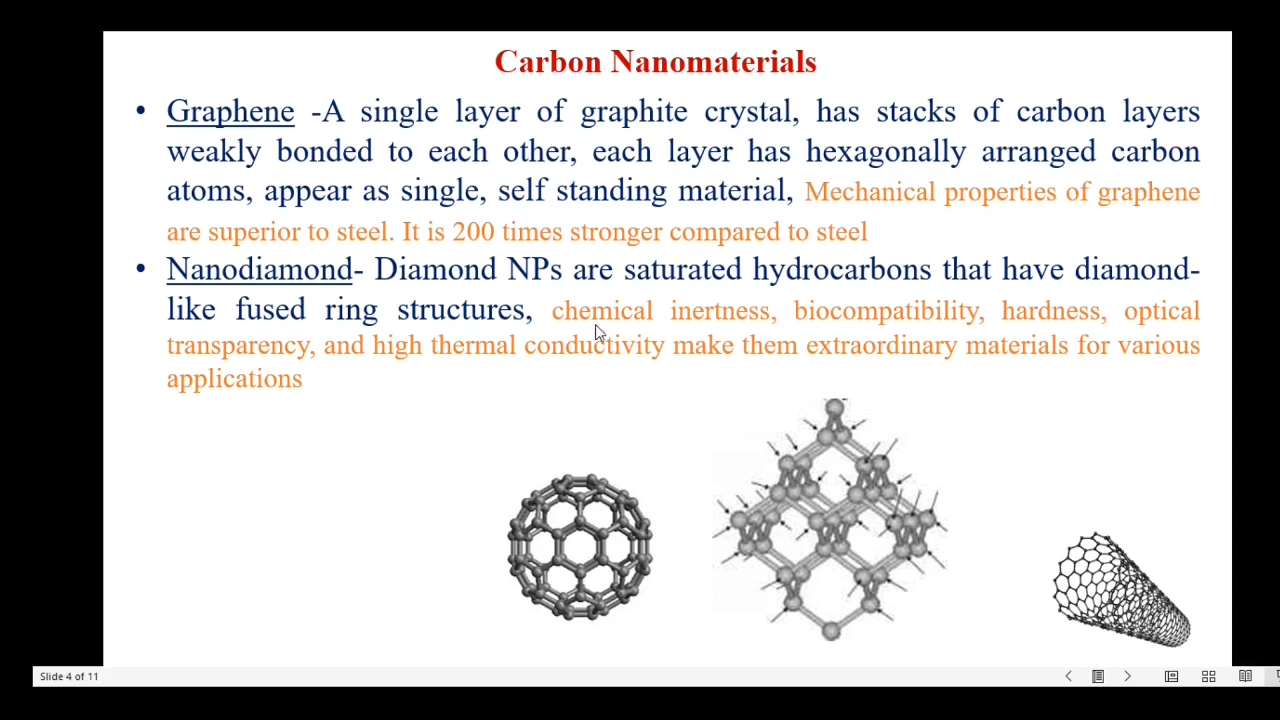 Carbon Nanomaterials
• Graphene -A single layer of graphite crystal, has stacks of carbon layers
weakly bonded to each other, each layer has hexagonally arranged carbon
atoms, appear as single, self standing material, Mechanical properties of graphene
are superior to steel. It is 200 times stronger compared to steel
• Nanodiamond- Diamond NPs are saturated hydrocarbons that have diamond-
like fused ring structures, chemical inertness, biocompatibility, hardness, optical
transparency, and high thermal conductivity make them extraordinary materials for various
applications
Slide 4 of 11